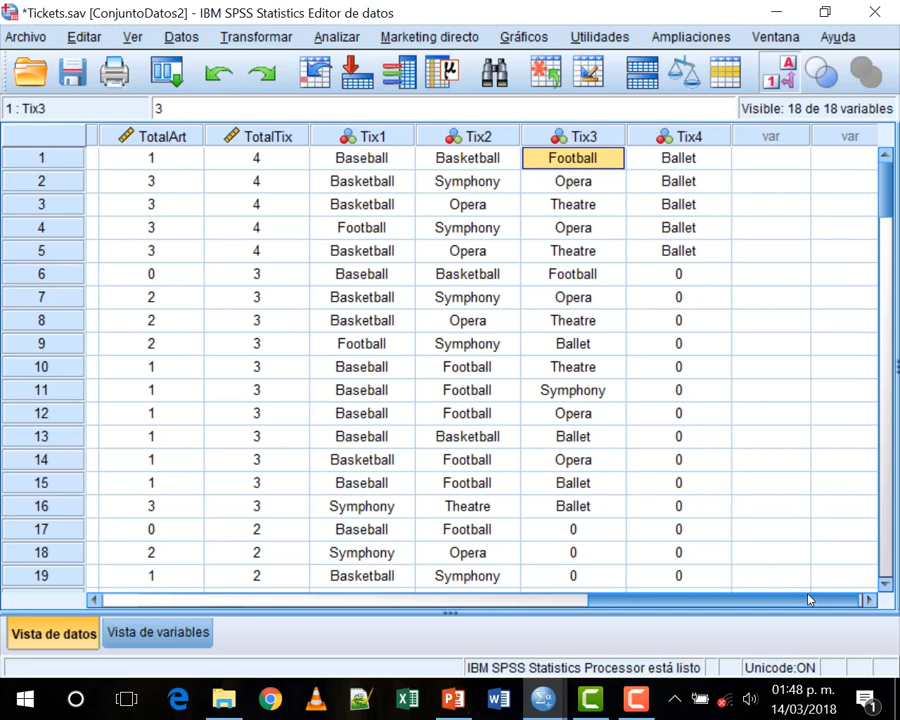 *Tickets.sav [ConjuntoDatos2] - IBM SPSS Statistics Editor de datos
Archivo Editar Ver Datos Transformar Analizar Marketing directo Gráficos Utilidades Ampliaciones Ventana Ayuda
1 : Tix3 3 Visible: 18 de 18 variables
TotalArt TotalTix Tix1 Tix2 Tix3 Tix4 var var
1 1 4 Baseball Basketball Football Ballet
2 3 4 Basketball Symphony Opera Ballet
3 3 4 Basketball Opera Theatre Ballet
4 3 4 Football Symphony Opera Ballet
5 3 4 Basketball Opera Theatre Ballet
6 0 3 Baseball Basketball Football 0
7 2 3 Basketball Symphony Opera 0
8 2 3 Basketball Opera Theatre 0
9 2 3 Football Symphony Ballet 0
10 1 3 Baseball Football Theatre 0
11 1 3 Baseball Football Symphony 0
12 1 3 Baseball Football Opera 0
13 1 3 Baseball Basketball Ballet 0
14 1 3 Basketball Football Opera 0
15 1 3 Baseball Football Ballet 0
16 3 3 Symphony Theatre Ballet 0
17 0 2 Baseball Football 0 0
18 2 2 Symphony Opera 0 0
19 1 2 Basketball Symphony 0 0
Vista de datos Vista de variables
IBM SPSS Statistics Processor está listo Unicode:ON
01:48 p. m.
14/03/2018
1